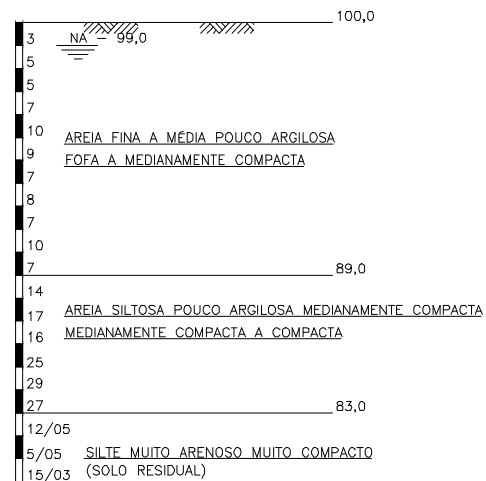 100,0
3 NA - 99,0
5
5
7
10 AREIA FINA A MÉDIA POUCO ARGILOSA
9 FOFA A MEDIANAMENTE COMPACTA
7
8
7
10
7 89,0
14
17 AREIA SILTOSA POUCO ARGILOSA MEDIANAMENTE COMPACTA
16 MEDIANAMENTE COMPACTA A COMPACTA
25
29
27 83,0
12/05
5/05 SILTE MUITO ARENOSO MUITO COMPACTO
15/03 (SOLO RESIDUAL)